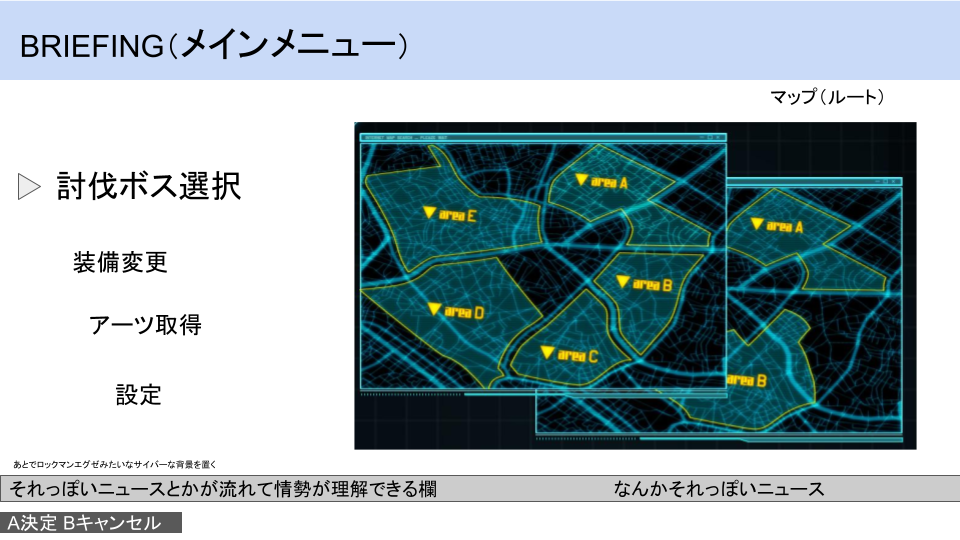 BRIEFING（メインメニュー）
マップ（ルート）
討伐ボス選択
装備変更
アーツ取得
設定
area A
area E
area B
area D
area C
area A
area B
あとでロックマンエグゼみたいなサイバーな背景を置く
それっぽいニュースとかが流れて情勢が理解できる欄
なんかそれっぽいニュース
A決定 Bキャンセル